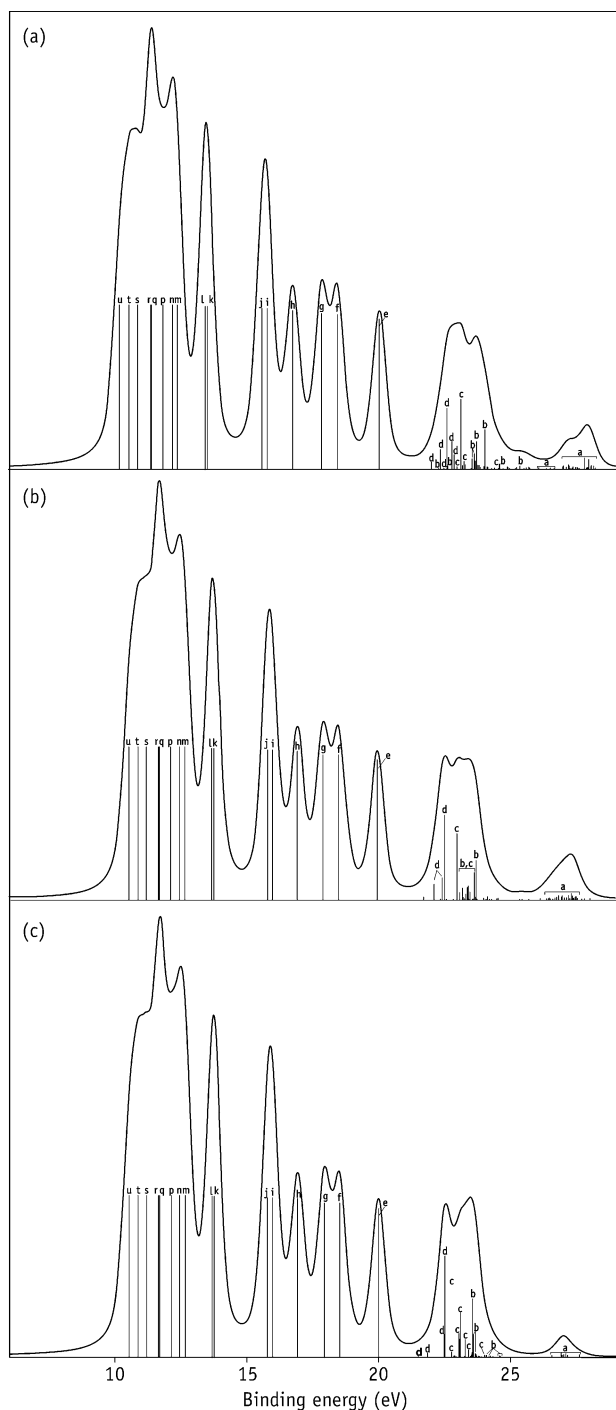 (a)
u t s r q p n m l k j i h g f e
d d d d d b b d c c c b b b c b b a a
(b)
u t s r q p n m l k j i h g f e
d d c b,c b a
(c)
u t s r q p n m l k j i h g f e
d d d d c c c c c c b b c b a
10 15 20 25
Binding energy (eV)